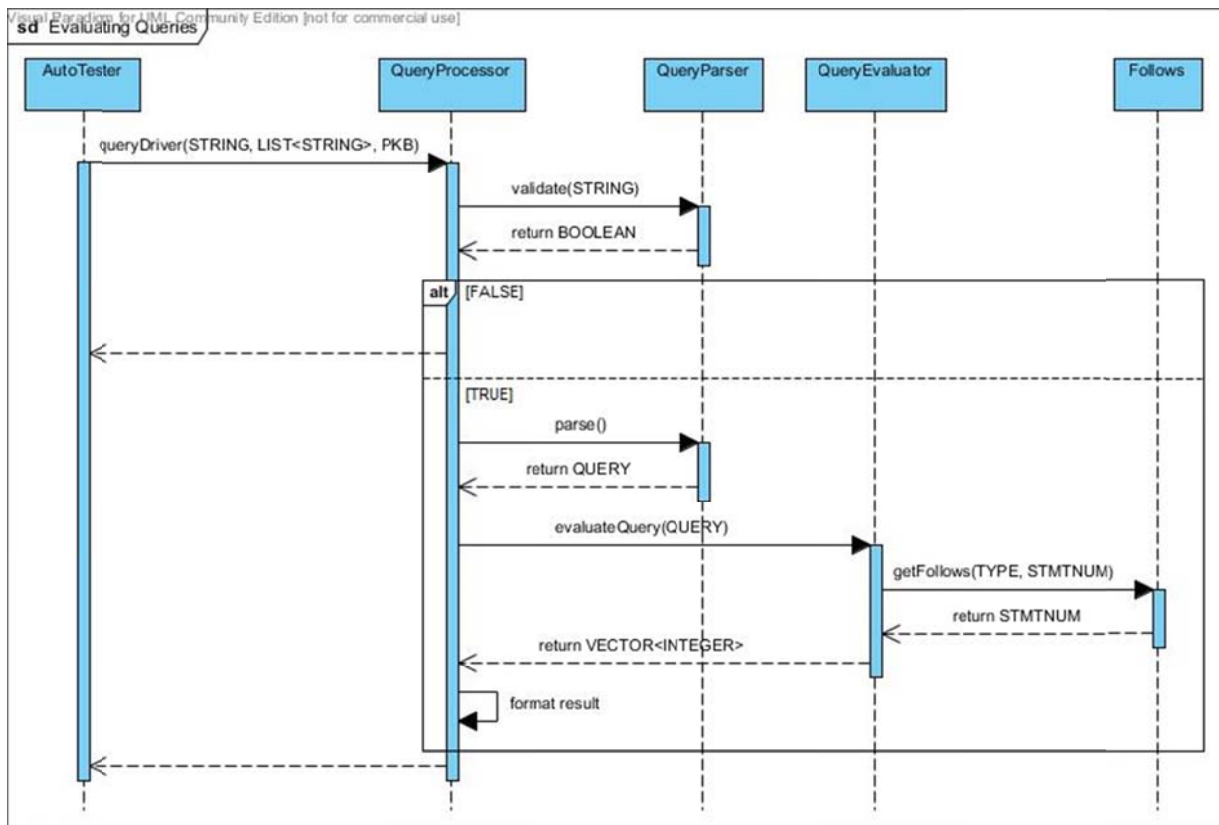 Visual Paradigm for UML Community Edition [not for commercial use]
sd Evaluating Queries
AutoTester
QueryProcessor
QueryParser
QueryEvaluator
Follows
queryDriver(STRING, LIST<STRING>, PKB)
validate(STRING)
return BOOLEAN
alt [FALSE]
[TRUE]
parse()
return QUERY
evaluateQuery(QUERY)
getFollows(TYPE, STMTNUM)
return STMTNUM
return VECTOR<INTEGER>
format result